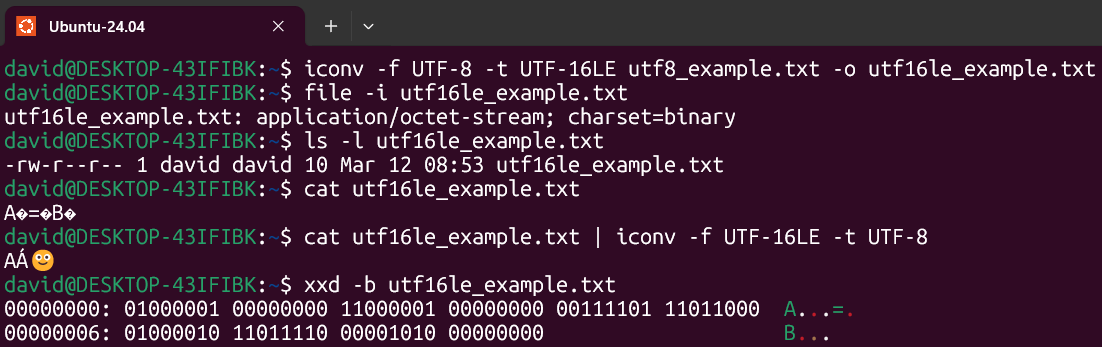 Ubuntu-24.04
david@DESKTOP-43IFIBK:~$ iconv -f UTF-8 -t UTF-16LE utf8_example.txt -o utf16le_example.txt
david@DESKTOP-43IFIBK:~$ file -i utf16le_example.txt
utf16le_example.txt: application/octet-stream; charset=binary
david@DESKTOP-43IFIBK:~$ ls -l utf16le_example.txt
-rw-r--r-- 1 david david 10 Mar 12 08:53 utf16le_example.txt
david@DESKTOP-43IFIBK:~$ cat utf16le_example.txt
A�=�B�
david@DESKTOP-43IFIBK:~$ cat utf16le_example.txt | iconv -f UTF-16LE -t UTF-8
AÁ🙂
david@DESKTOP-43IFIBK:~$ xxd -b utf16le_example.txt
00000000: 01000001 00000000 11000001 00000000 00111101 11011000  A...=.
00000006: 01000010 11011110 00001010 00000000                    B...